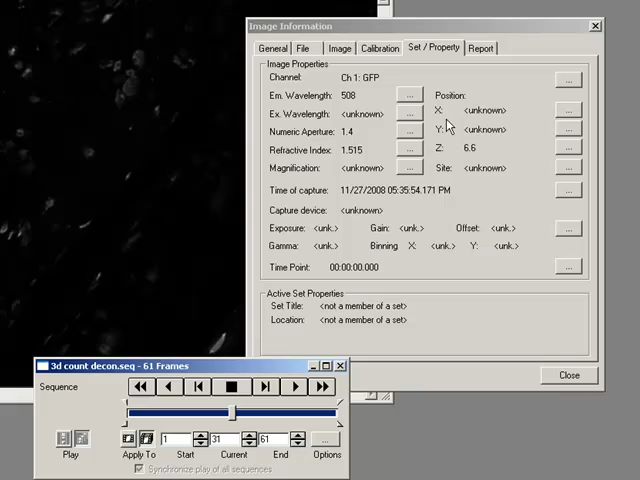 Image Information
General File Image Calibration Set / Property Report
Image Properties
Channel: Ch 1: GFP ...
Em. Wavelength: 508 ... Position:
Ex. Wavelength: <unknown> ... X: <unknown> ...
Numeric Aperture: 1.4 ... Y: <unknown> ...
Refractive Index: 1.515 ... Z: 6.6 ...
Magnification: <unknown> ... Site: <unknown> ...
Time of capture: 11/27/2008 05:35:54.171 PM ...
Capture device: <unknown>
Exposure: <unk.> Gain: <unk.> Offset: <unk.> ...
Gamma: <unk.> Binning X: <unk.> Y: <unk.>
Time Point: 00:00:00.000 ...
Active Set Properties
Set Title: <not a member of a set>
Location: <not a member of a set>
Close
3d count decon.seq - 61 Frames
Sequence
1 31 61 ...
Play Apply To Start Current End Options
Synchronize play of all sequences